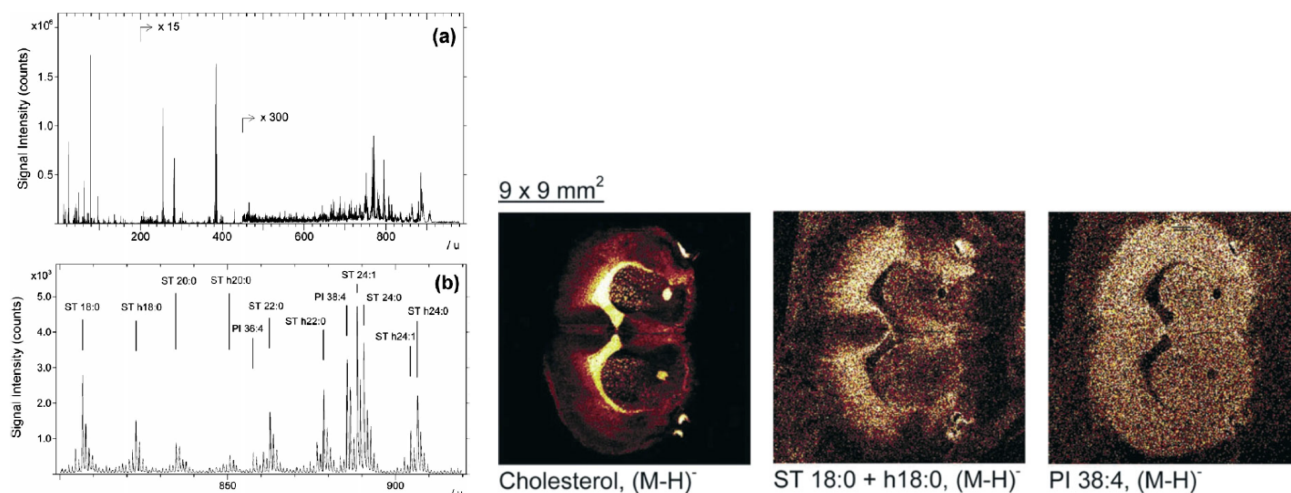 x10⁶
x 15
(a)
Signal Intensity (counts)
1.5
1.0
x 300
0.5
200
400
600
800
/ u
x10³
ST 18:0
ST h18:0
ST 20:0
ST h20:0
PI 36:4
ST 22:0
ST h22:0
PI 38:4
ST 24:1
ST 24:0
ST h24:1
ST h24:0
(b)
Signal Intensity (counts)
5.0
4.0
3.0
2.0
1.0
850
900
/ u
9 x 9 mm²
Cholesterol, (M-H)⁻
ST 18:0 + h18:0, (M-H)⁻
PI 38:4, (M-H)⁻